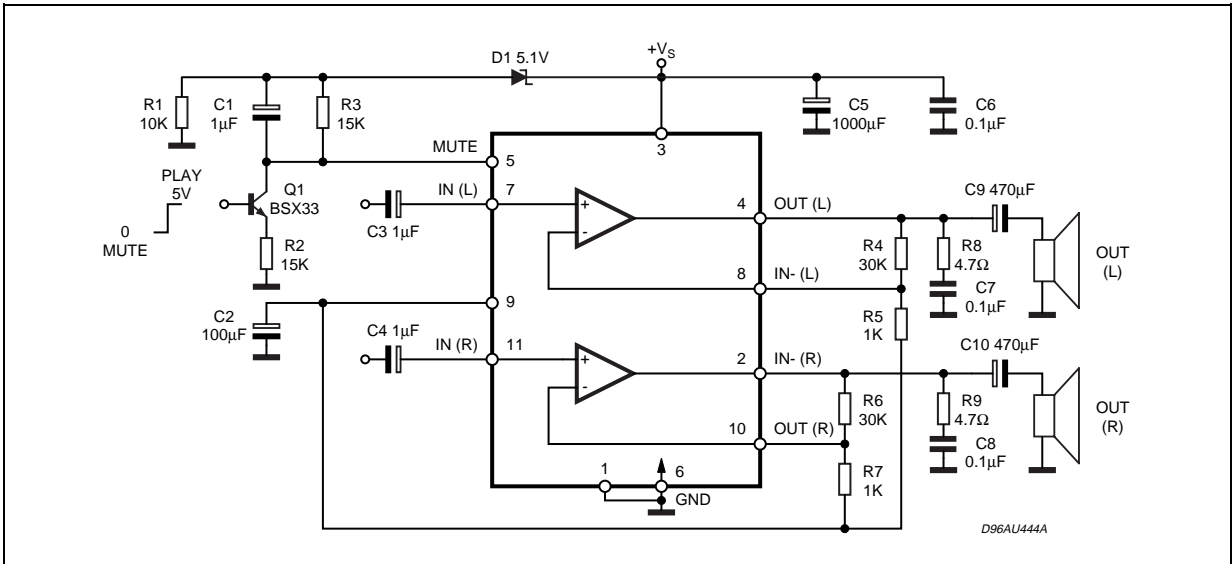 D1 5.1V
+VS
R1
10K
C1
1µF
R3
15K
C5
1000µF
C6
0.1µF
MUTE
5
3
PLAY
5V
0
MUTE
Q1
BSX33
R2
15K
IN (L)
7
C3 1µF
+
-
4
OUT (L)
C9 470µF
R4
30K
R8
4.7Ω
C7
0.1µF
OUT
(L)
8
IN- (L)
R5
1K
C2
100µF
9
C4 1µF
IN (R)
11
+
-
2
IN- (R)
C10 470µF
R6
30K
R9
4.7Ω
C8
0.1µF
OUT
(R)
10
OUT (R)
R7
1K
1
6
GND
D96AU444A